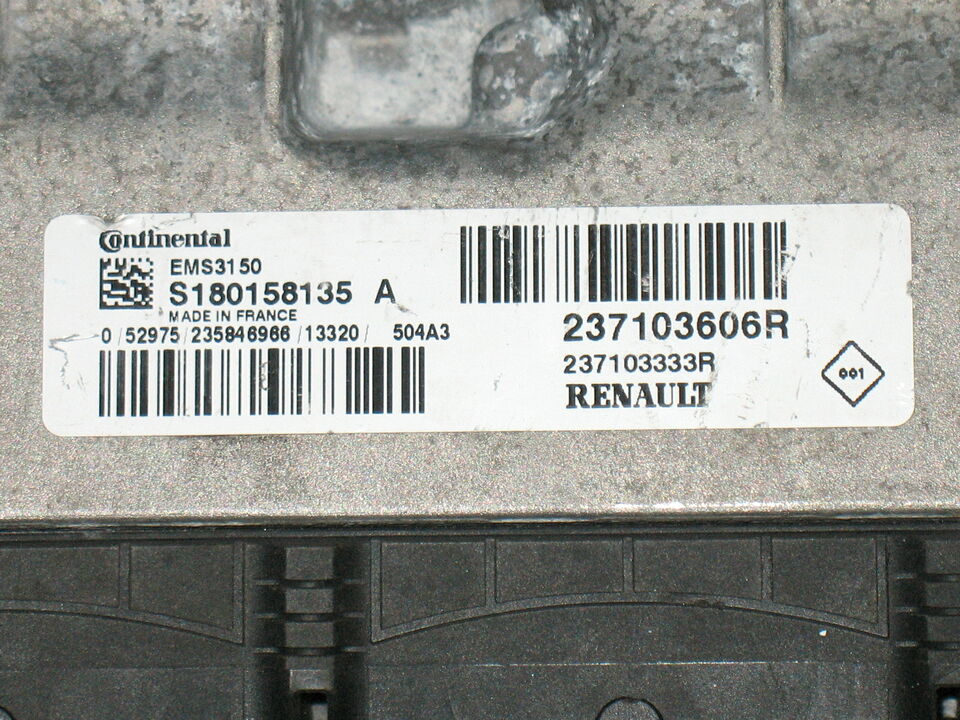 Continental
EMS3150
S180158135 A
MADE IN FRANCE
0 / 52975 / 235846966 / 13320 / 504A3
237103606R
237103333R
RENAULT
001